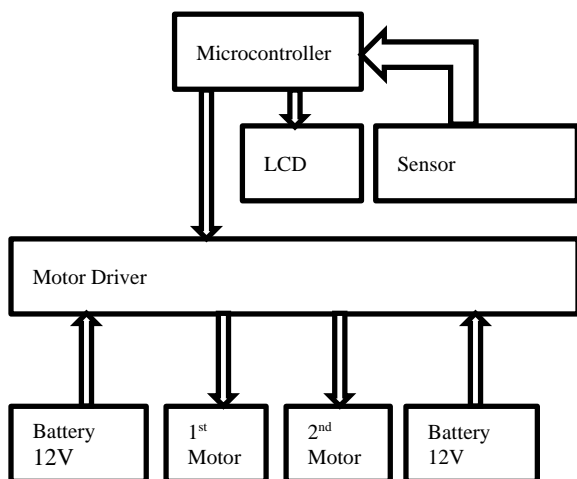 Microcontroller
LCD
Sensor
Motor Driver
Battery
12V
1st
Motor
2nd
Motor
Battery
12V